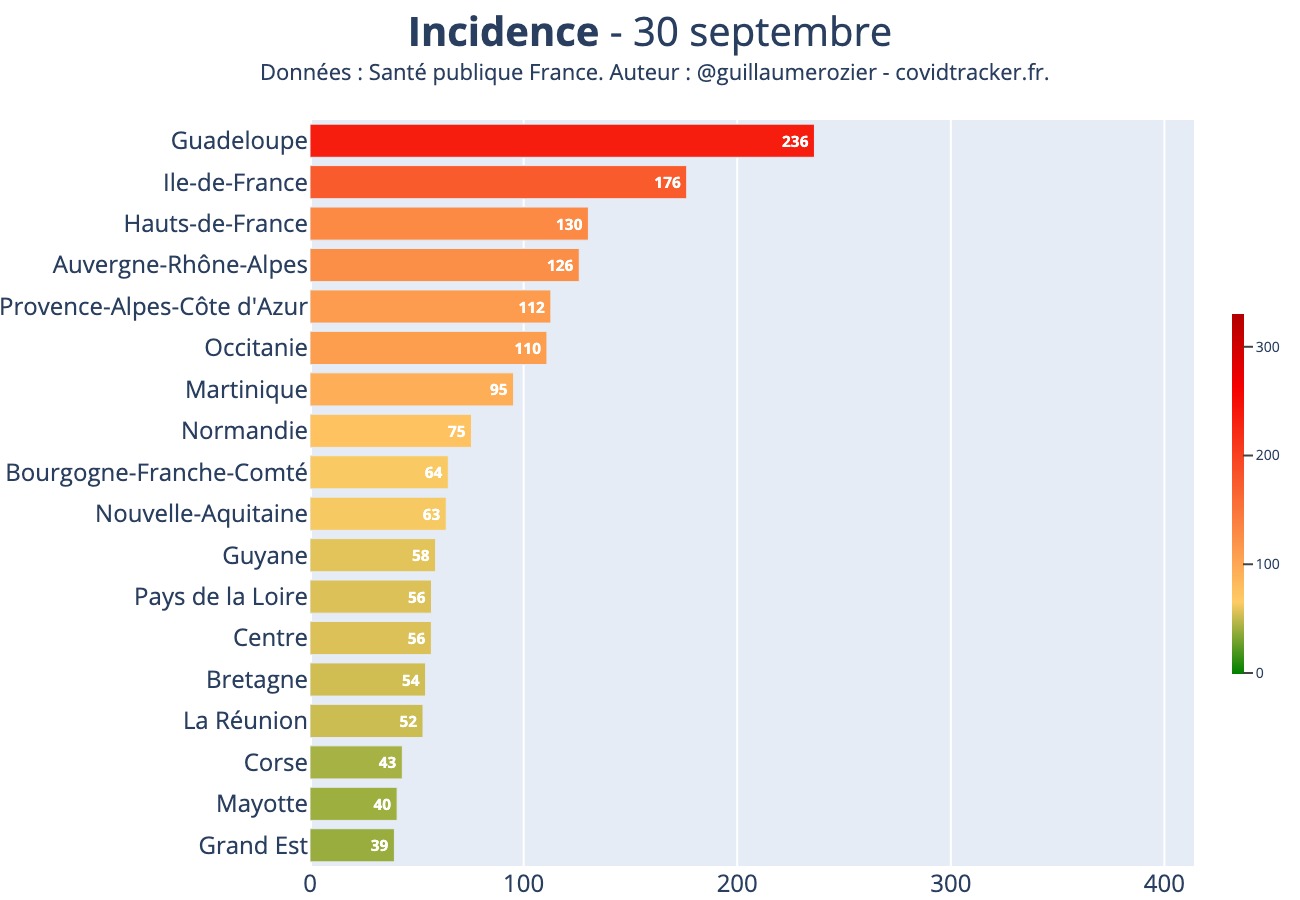 Incidence - 30 septembre
Données : Santé publique France. Auteur : @guillaumerozier - covidtracker.fr.
Guadeloupe 236
Ile-de-France 176
Hauts-de-France 130
Auvergne-Rhône-Alpes 126
Provence-Alpes-Côte d'Azur 112
Occitanie 110
Martinique 95
Normandie 75
Bourgogne-Franche-Comté 64
Nouvelle-Aquitaine 63
Guyane 58
Pays de la Loire 56
Centre 56
Bretagne 54
La Réunion 52
Corse 43
Mayotte 40
Grand Est 39
0 100 200 300 400
300
200
100
0